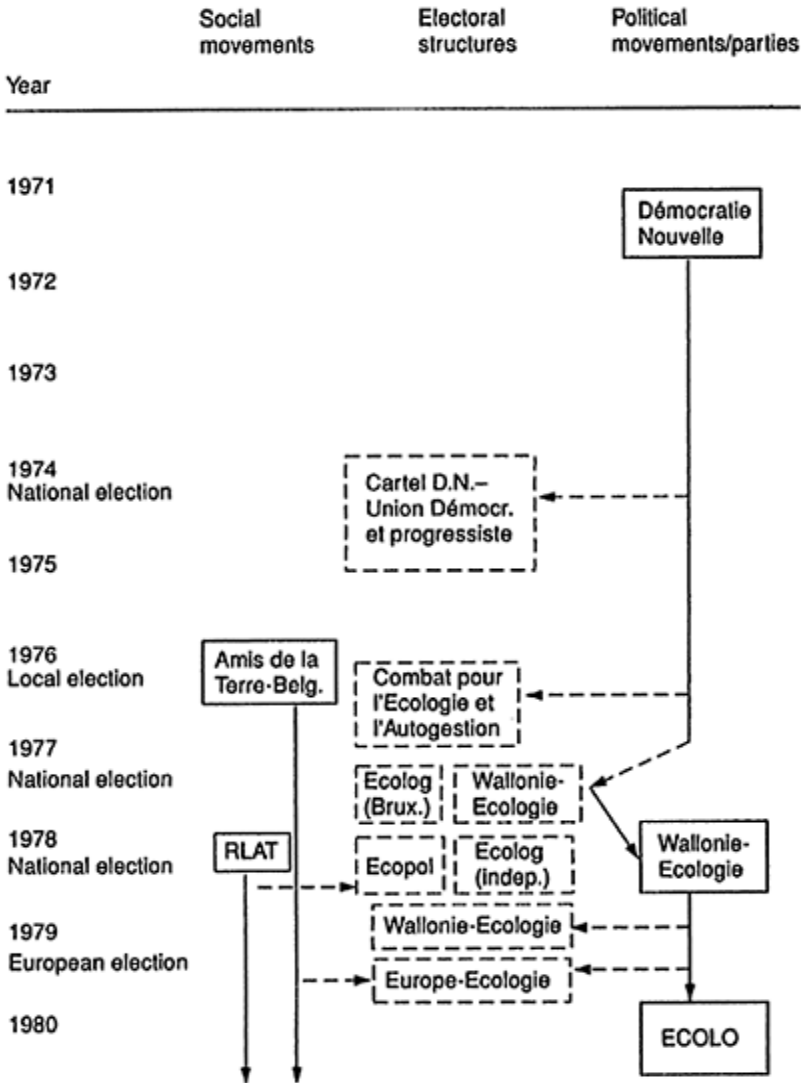 Social movements
Electoral structures
Political movements/parties
Year
1971
Démocratie
Nouvelle
1972
1973
1974
National election
Cartel D.N.–
Union Démocr.
et progressiste
1975
1976
Local election
Amis de la
Terre-Belg.
Combat pour
l'Ecologie et
l'Autogestion
1977
National election
Ecolog
(Brux.)
Wallonie-
Ecologie
1978
National election
RLAT
Ecopol
Ecolog
(indep.)
Wallonie-
Ecologie
1979
European election
Wallonie-Ecologie
Europe-Ecologie
1980
ECOLO